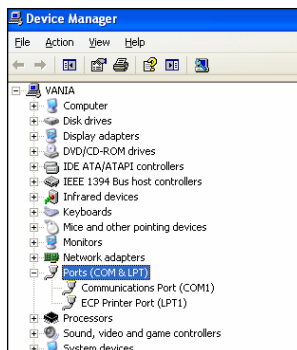 Device Manager
File Action View Help
VANIA
Computer
Disk drives
Display adapters
DVD/CD-ROM drives
IDE ATA/ATAPI controllers
IEEE 1394 Bus host controllers
Infrared devices
Keyboards
Mice and other pointing devices
Monitors
Network adapters
Ports (COM & LPT)
Communications Port (COM1)
ECP Printer Port (LPT1)
Processors
Sound, video and game controllers
System devices